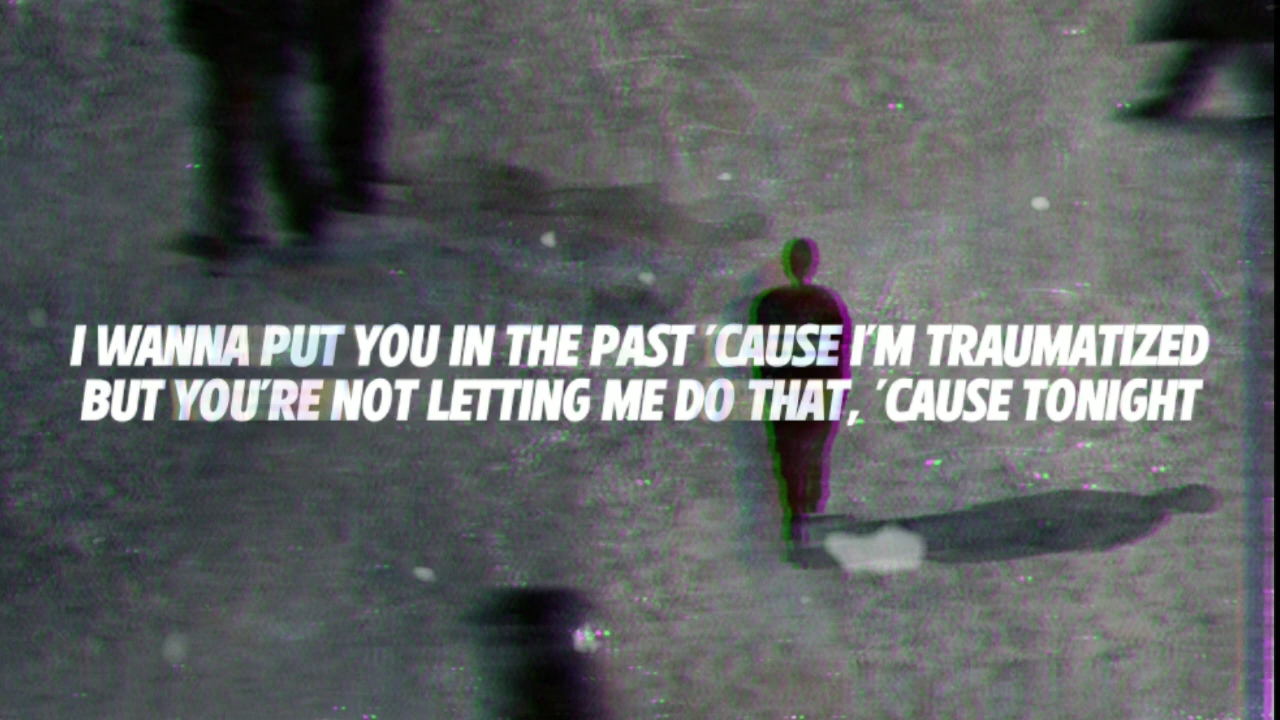 I WANNA PUT YOU IN THE PAST 'CAUSE I'M TRAUMATIZED
BUT YOU'RE NOT LETTING ME DO THAT, 'CAUSE TONIGHT